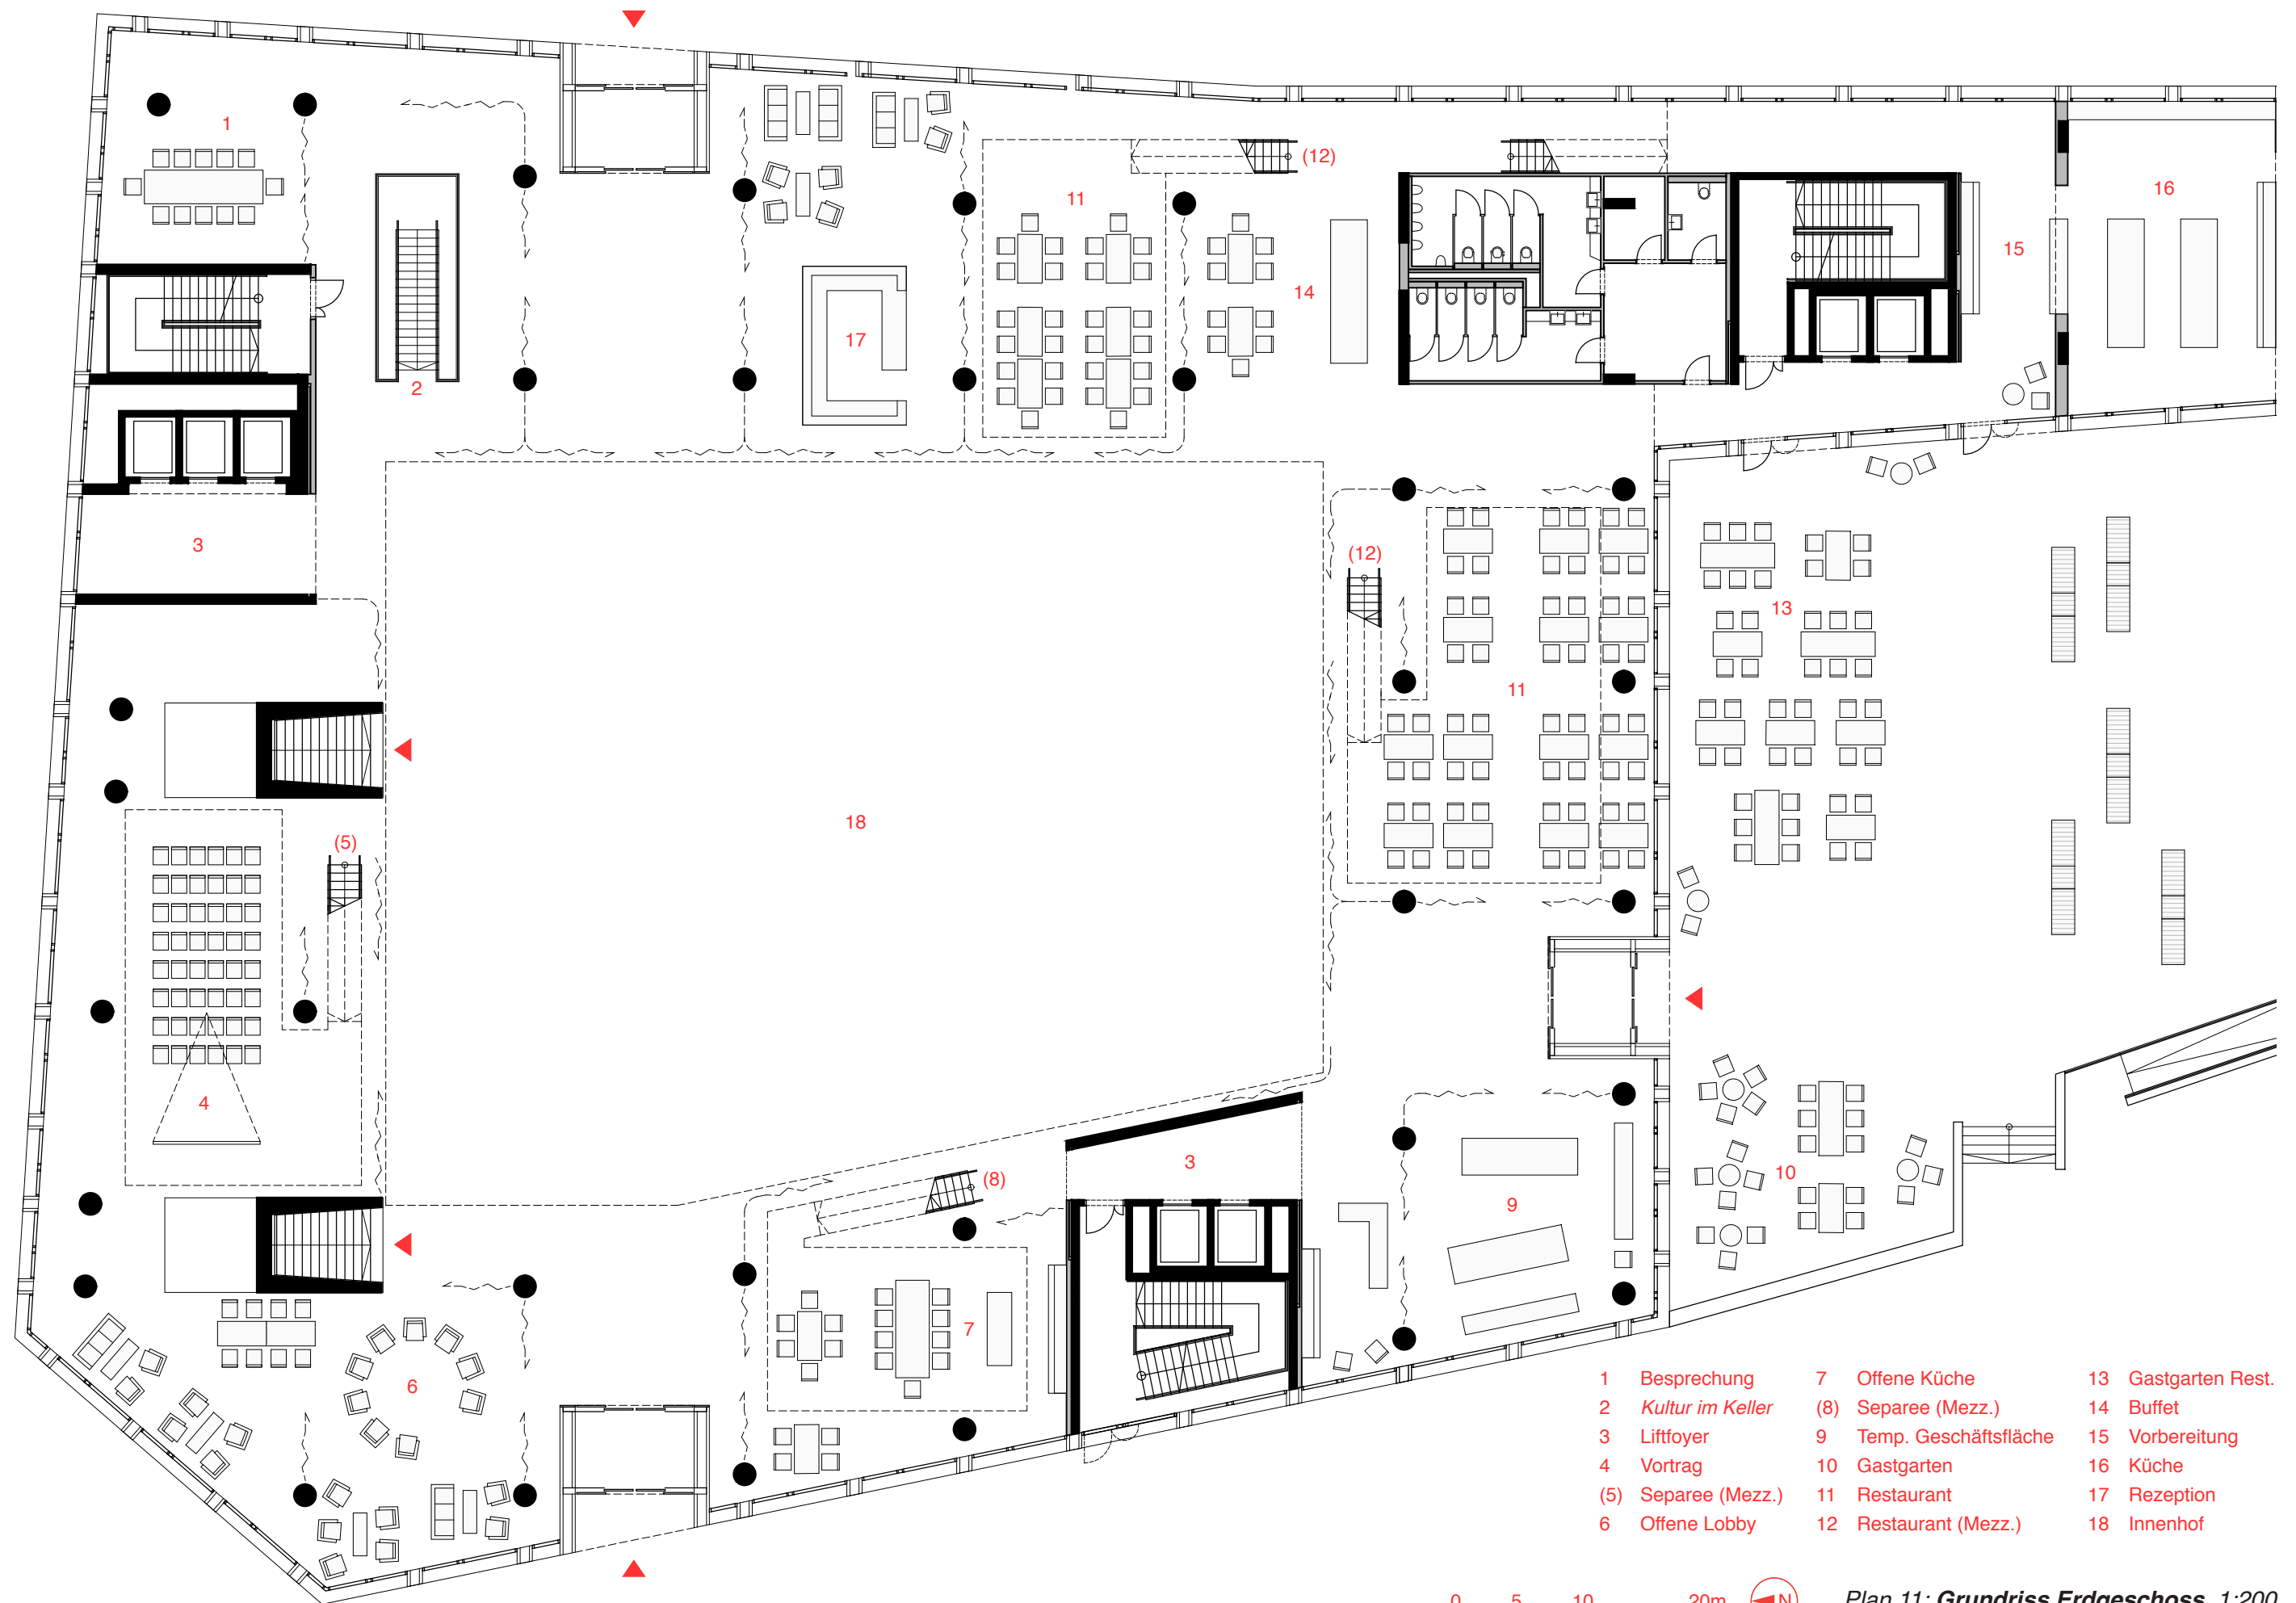 1
(12)
11
16
15
14
17
2
3
(12)
13
11
18
(5)
4
3
(8)
10
9
7
6
1 Besprechung
2 Kultur im Keller
3 Liftfoyer
4 Vortrag
(5) Separee (Mezz.)
6 Offene Lobby
7 Offene Küche
(8) Separee (Mezz.)
9 Temp. Geschäftsfläche
10 Gastgarten
11 Restaurant
12 Restaurant (Mezz.)
13 Gastgarten Rest.
14 Buffet
15 Vorbereitung
16 Küche
17 Rezeption
18 Innenhof
0 5 10 20m N
Plan 11: Grundriss Erdgeschoss 1:200